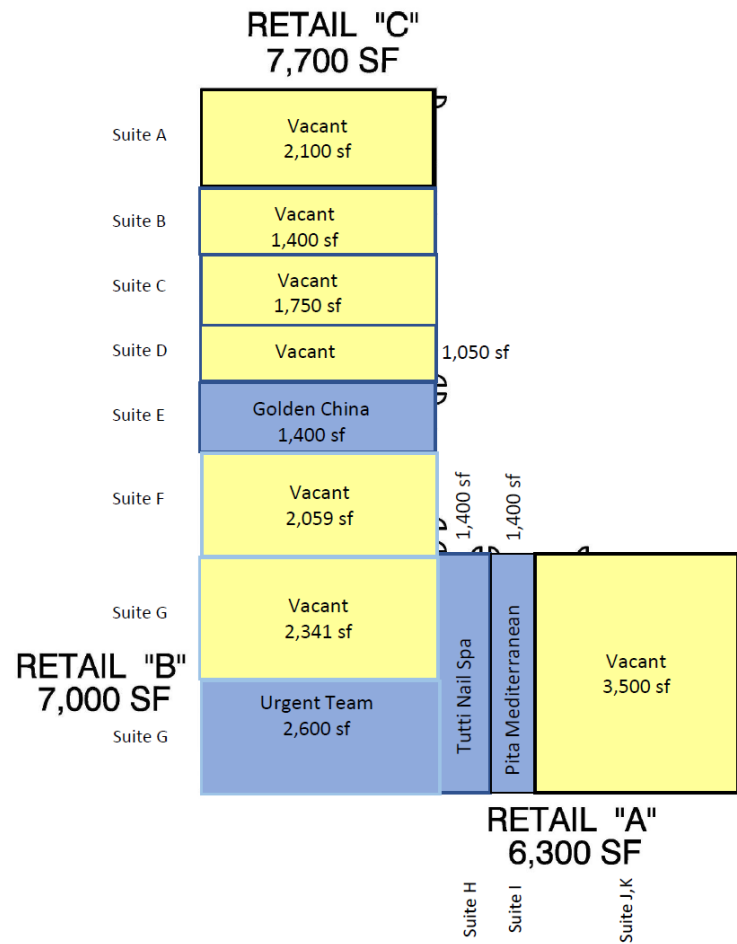 RETAIL "C"
7,700 SF
Suite A
Vacant
2,100 sf
Suite B
Vacant
1,400 sf
Suite C
Vacant
1,750 sf
Suite D
Vacant
1,050 sf
Suite E
Golden China
1,400 sf
Suite F
Vacant
2,059 sf
1,400 sf
1,400 sf
Suite G
Vacant
2,341 sf
RETAIL "B"
7,000 SF
Suite G
Urgent Team
2,600 sf
Tutti Nail Spa
Pita Mediterranean
Vacant
3,500 sf
RETAIL "A"
6,300 SF
Suite H
Suite I
Suite J,K